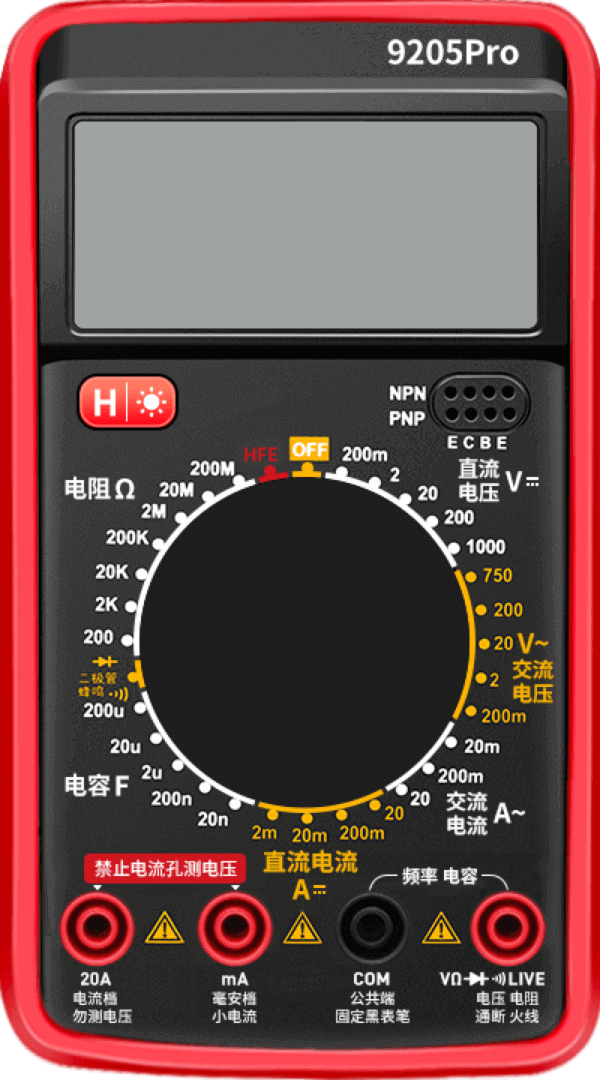 9205Pro
H
NPN
PNP
E C B E
HFE
OFF
200m
2
20
200
1000
直流
电压
V⎓
750
200
20
2
200m
V~
交流
电压
20m
200m
20
交流
电流
A~
20
200m
20m
2m
直流电流
A⎓
20n
200n
2u
20u
200u
电容F
二极管
蜂鸣
200
2K
20K
200K
2M
20M
200M
电阻Ω
禁止电流孔测电压
频率 电容
20A
电流档
勿测电压
mA
毫安档
小电流
COM
公共端
固定黑表笔
VΩ LIVE
电压 电阻
通断 火线